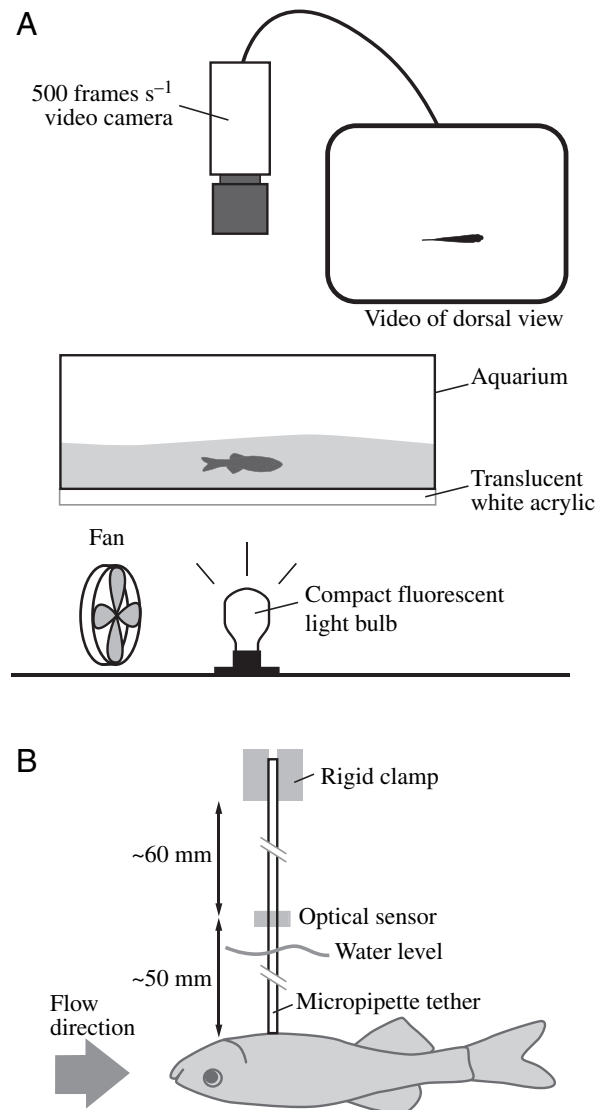 A
500 frames s⁻¹
video camera
Video of dorsal view
Aquarium
Translucent
white acrylic
Fan
Compact fluorescent
light bulb
B
Rigid clamp
~60 mm
Optical sensor
Water level
~50 mm
Micropipette tether
Flow
direction